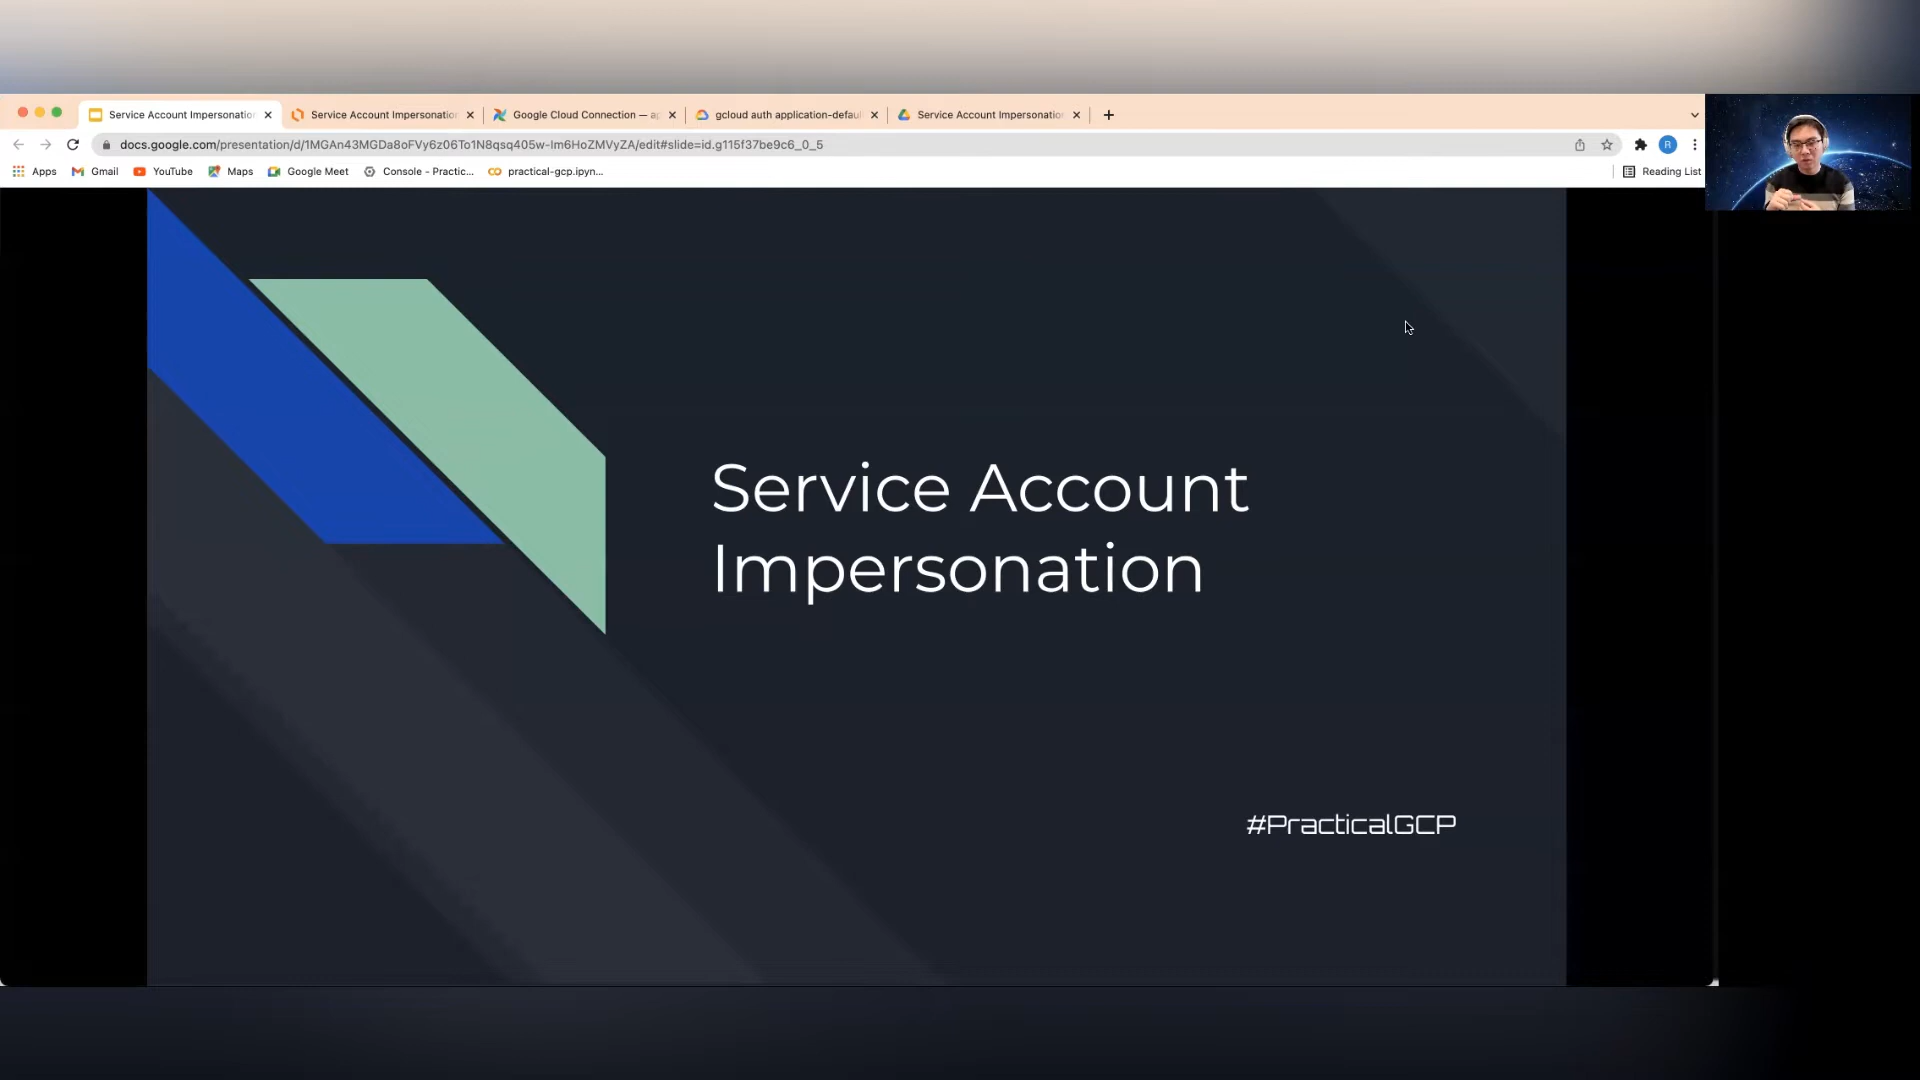 Service Account Impersonation
Service Account Impersonation
Google Cloud Connection — a
gcloud auth application-defau
Service Account Impersonatio
docs.google.com/presentation/d/1MGAn43MGDa8oFVy6z06To1N8qsq405w-Im6HoZMVyZA/edit#slide=id.g115f37be9c6_0_5
R
Apps
Gmail
YouTube
Maps
Google Meet
Console - Practic...
practical-gcp.ipyn...
Reading List
Service Account
Impersonation
#PracticalGCP